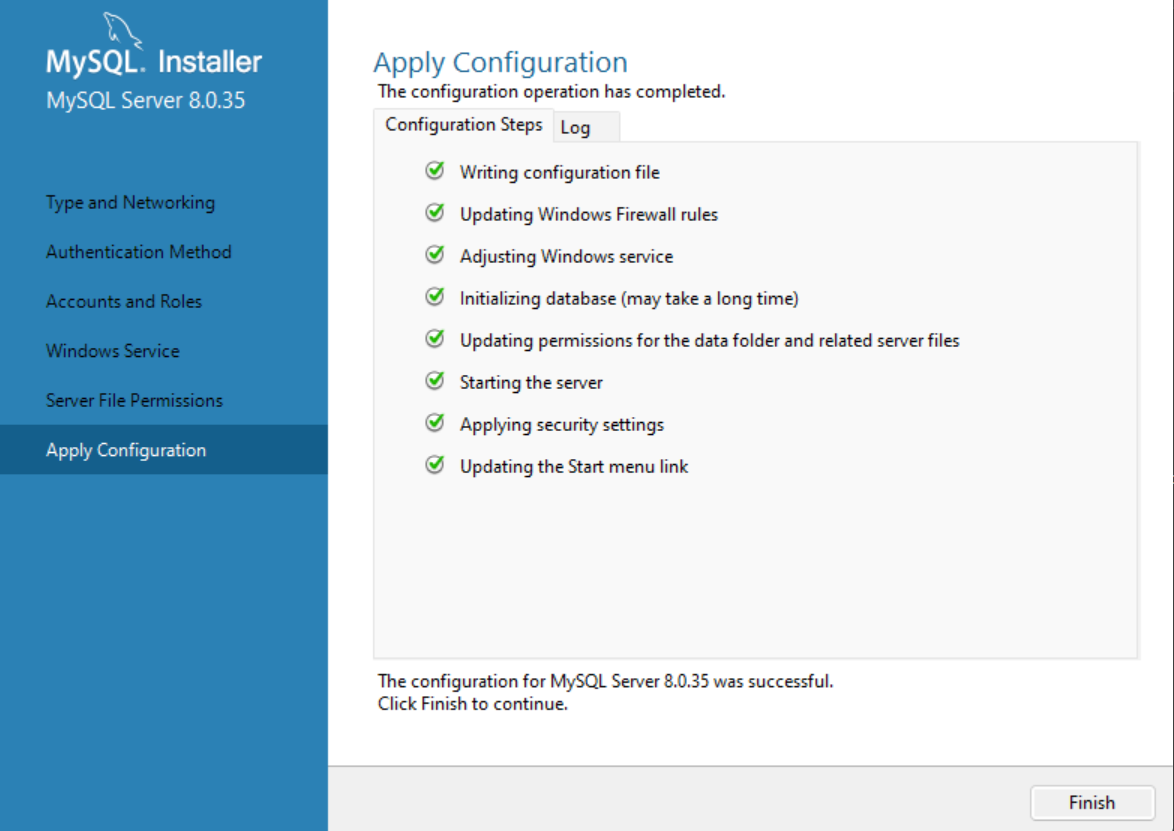 MySQL. Installer
MySQL Server 8.0.35
Type and Networking
Authentication Method
Accounts and Roles
Windows Service
Server File Permissions
Apply Configuration
Apply Configuration
The configuration operation has completed.
Configuration Steps
Log
Writing configuration file
Updating Windows Firewall rules
Adjusting Windows service
Initializing database (may take a long time)
Updating permissions for the data folder and related server files
Starting the server
Applying security settings
Updating the Start menu link
The configuration for MySQL Server 8.0.35 was successful.
Click Finish to continue.
Finish